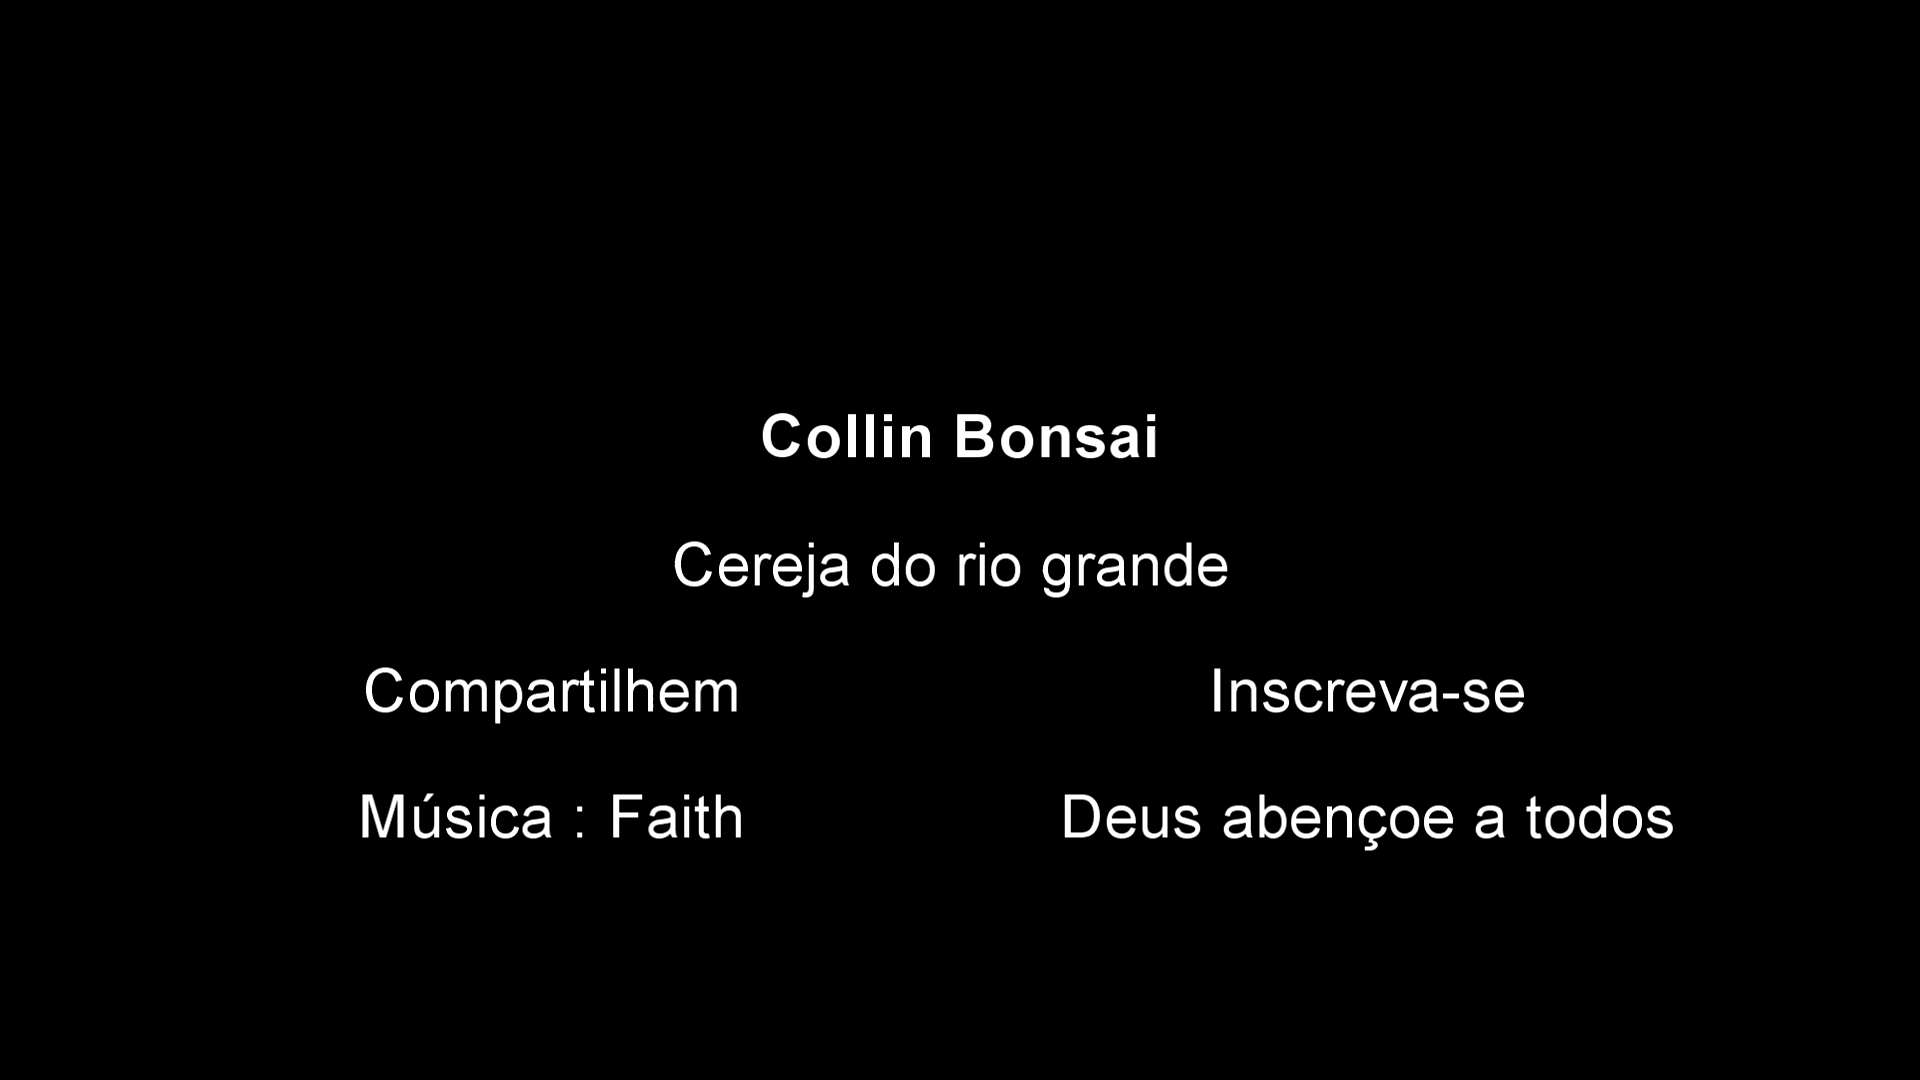 Collin Bonsai
Cereja do rio grande
Compartilhem Inscreva-se
Música : Faith Deus abençoe a todos